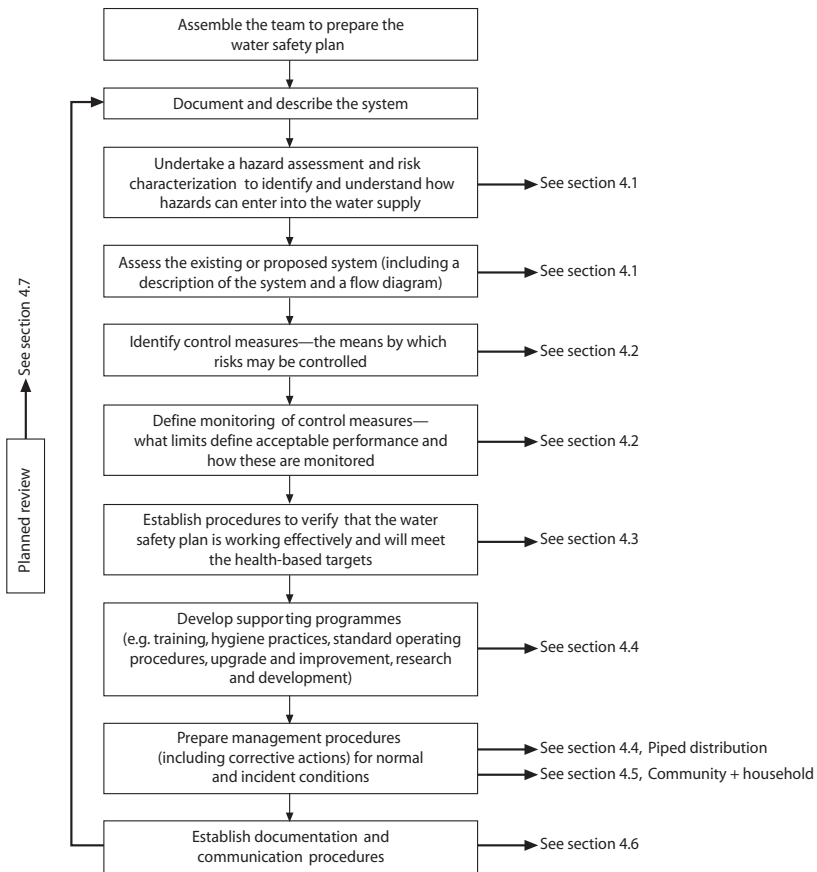 Assemble the team to prepare the
water safety plan
Document and describe the system
Undertake a hazard assessment and risk
characterization to identify and understand how
hazards can enter into the water supply
See section 4.1
Assess the existing or proposed system (including a
description of the system and a flow diagram)
See section 4.1
Identify control measures—the means by which
risks may be controlled
See section 4.2
Define monitoring of control measures—
what limits define acceptable performance and
how these are monitored
See section 4.2
Establish procedures to verify that the water
safety plan is working effectively and will meet
the health-based targets
See section 4.3
Develop supporting programmes
(e.g. training, hygiene practices, standard operating
procedures, upgrade and improvement, research
and development)
See section 4.4
Prepare management procedures
(including corrective actions) for normal
and incident conditions
See section 4.4, Piped distribution
See section 4.5, Community + household
Establish documentation and
communication procedures
See section 4.6
Planned review
See section 4.7